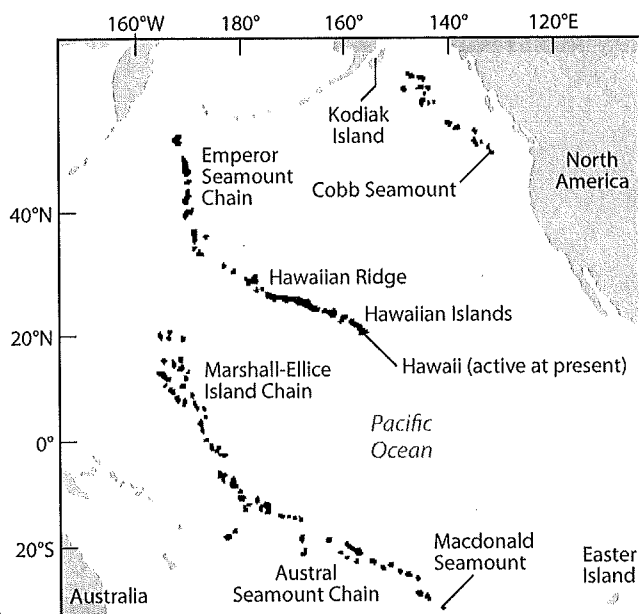 160°W
180°
160°
140°
120°E
Kodiak
Island
Emperor
Seamount
Chain
Cobb Seamount
North
America
40°N
Hawaiian Ridge
Hawaiian Islands
20°N
Marshall-Ellice
Island Chain
Hawaii (active at present)
Pacific
Ocean
0°
20°S
Macdonald
Seamount
Easter
Island
Austral
Seamount Chain
Australia